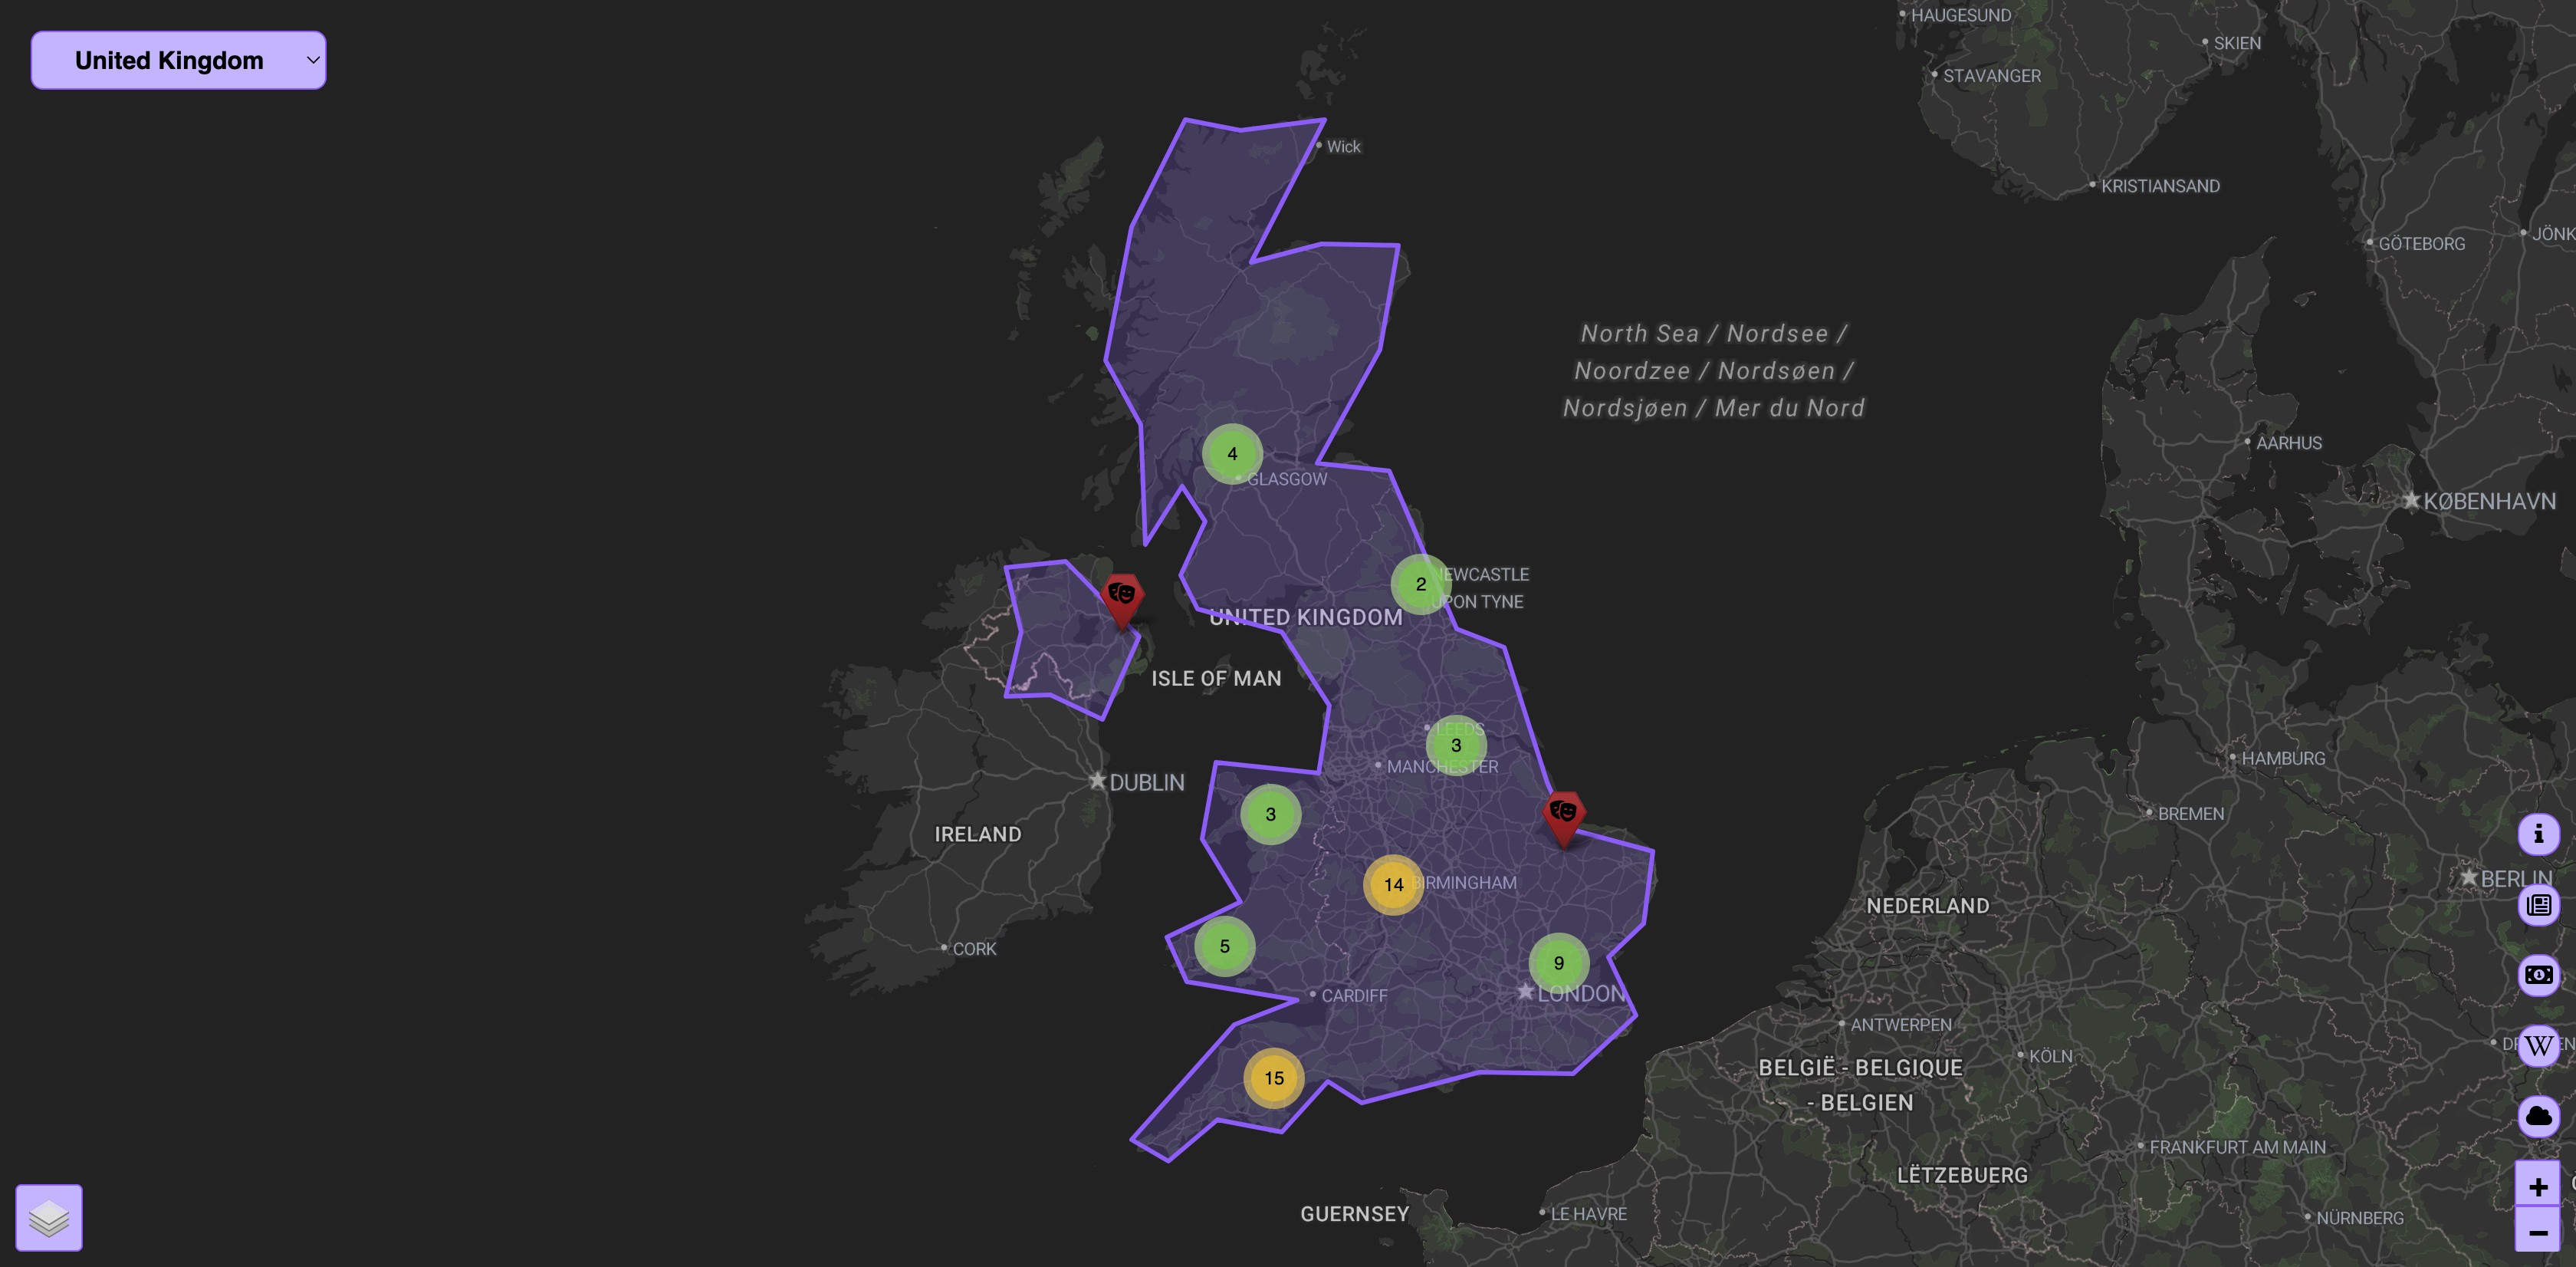 United Kingdom
HAUGESUND
SKIEN
STAVANGER
Wick
KRISTIANSAND
GÖTEBORG
JÖNK
North Sea / Nordsee /
Noordzee / Nordsøen /
Nordsjøen / Mer du Nord
AARHUS
4
GLASGOW
KØBENHAVN
2
EWCASTLE
UPON TYNE
UNITED KINGDOM
ISLE OF MAN
LEEDS
3
MANCHESTER
HAMBURG
DUBLIN
3
BREMEN
IRELAND
14
BIRMINGHAM
BERLIN
NEDERLAND
5
CORK
9
CARDIFF
LONDON
ANTWERPEN
W
BELGIË - BELGIQUE
- BELGIEN
KÖLN
15
FRANKFURT AM MAIN
LËTZEBUERG
+
GUERNSEY
LE HAVRE
NÜRNBERG
−